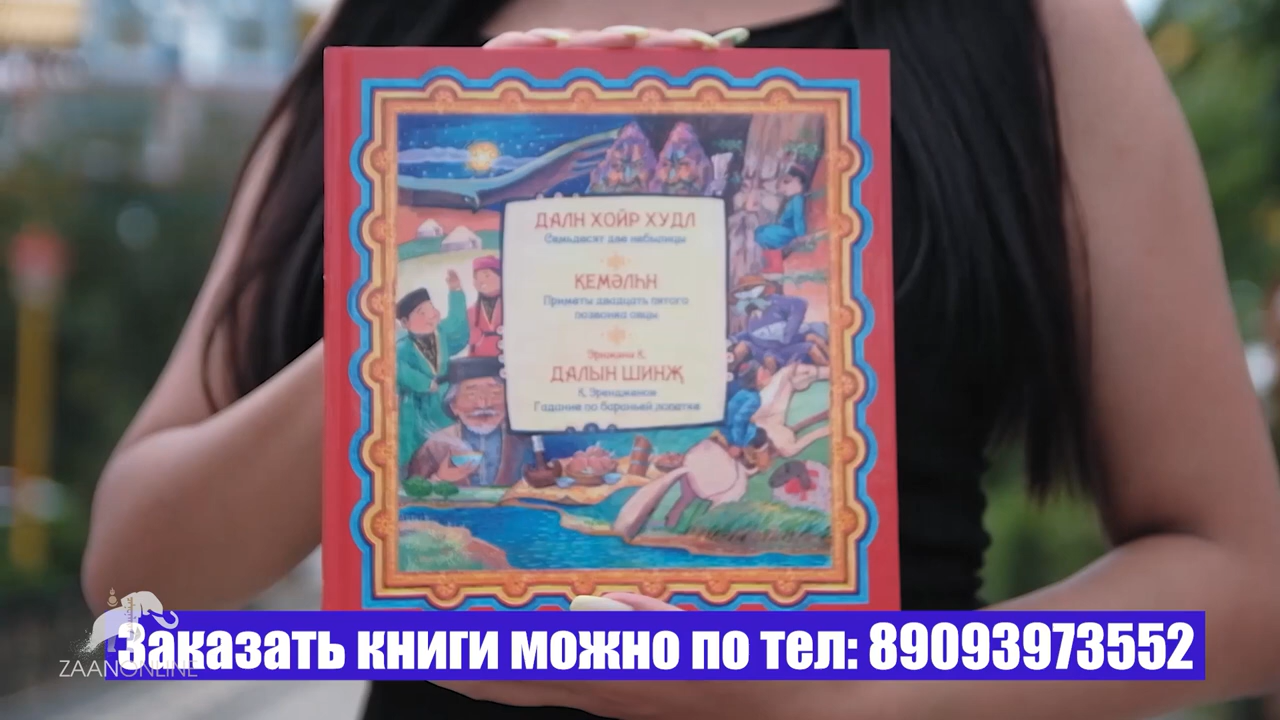 ДАЛН ХОЙР ХУДЛ
Семьдесят две небылицы
КЕМӘЛҺН
Приметы двадцать пятого
позвонка овцы
Эрнжәнә К.
ДАЛЫН ШИНҖ
К. Эрендженов
Гадание по бараньей лопатке
Заказать книги можно по тел: 89093973552
ZAANONLINE